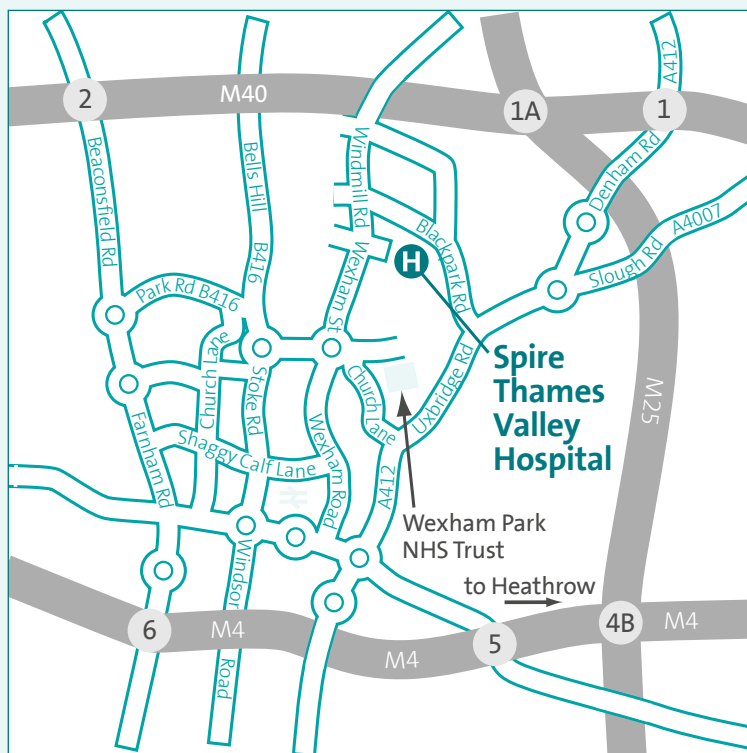 A412
2
M40
1A
1
Beaconsfield Rd
Bells Hill
B416
Windmill Rd
Denham Rd
Blackpark Rd
Slough Rd
A4007
Wexham St
H
Park Rd B416
Church Lane
Stoke Rd
Church Lane
Uxbridge Rd
Spire
Thames
Valley
Hospital
M25
Farnham Rd
Shaggy Calf Lane
Wexham Road
A412
Wexham Park
NHS Trust
to Heathrow
Windsor
Road
6
M4
M4
5
4B
M4